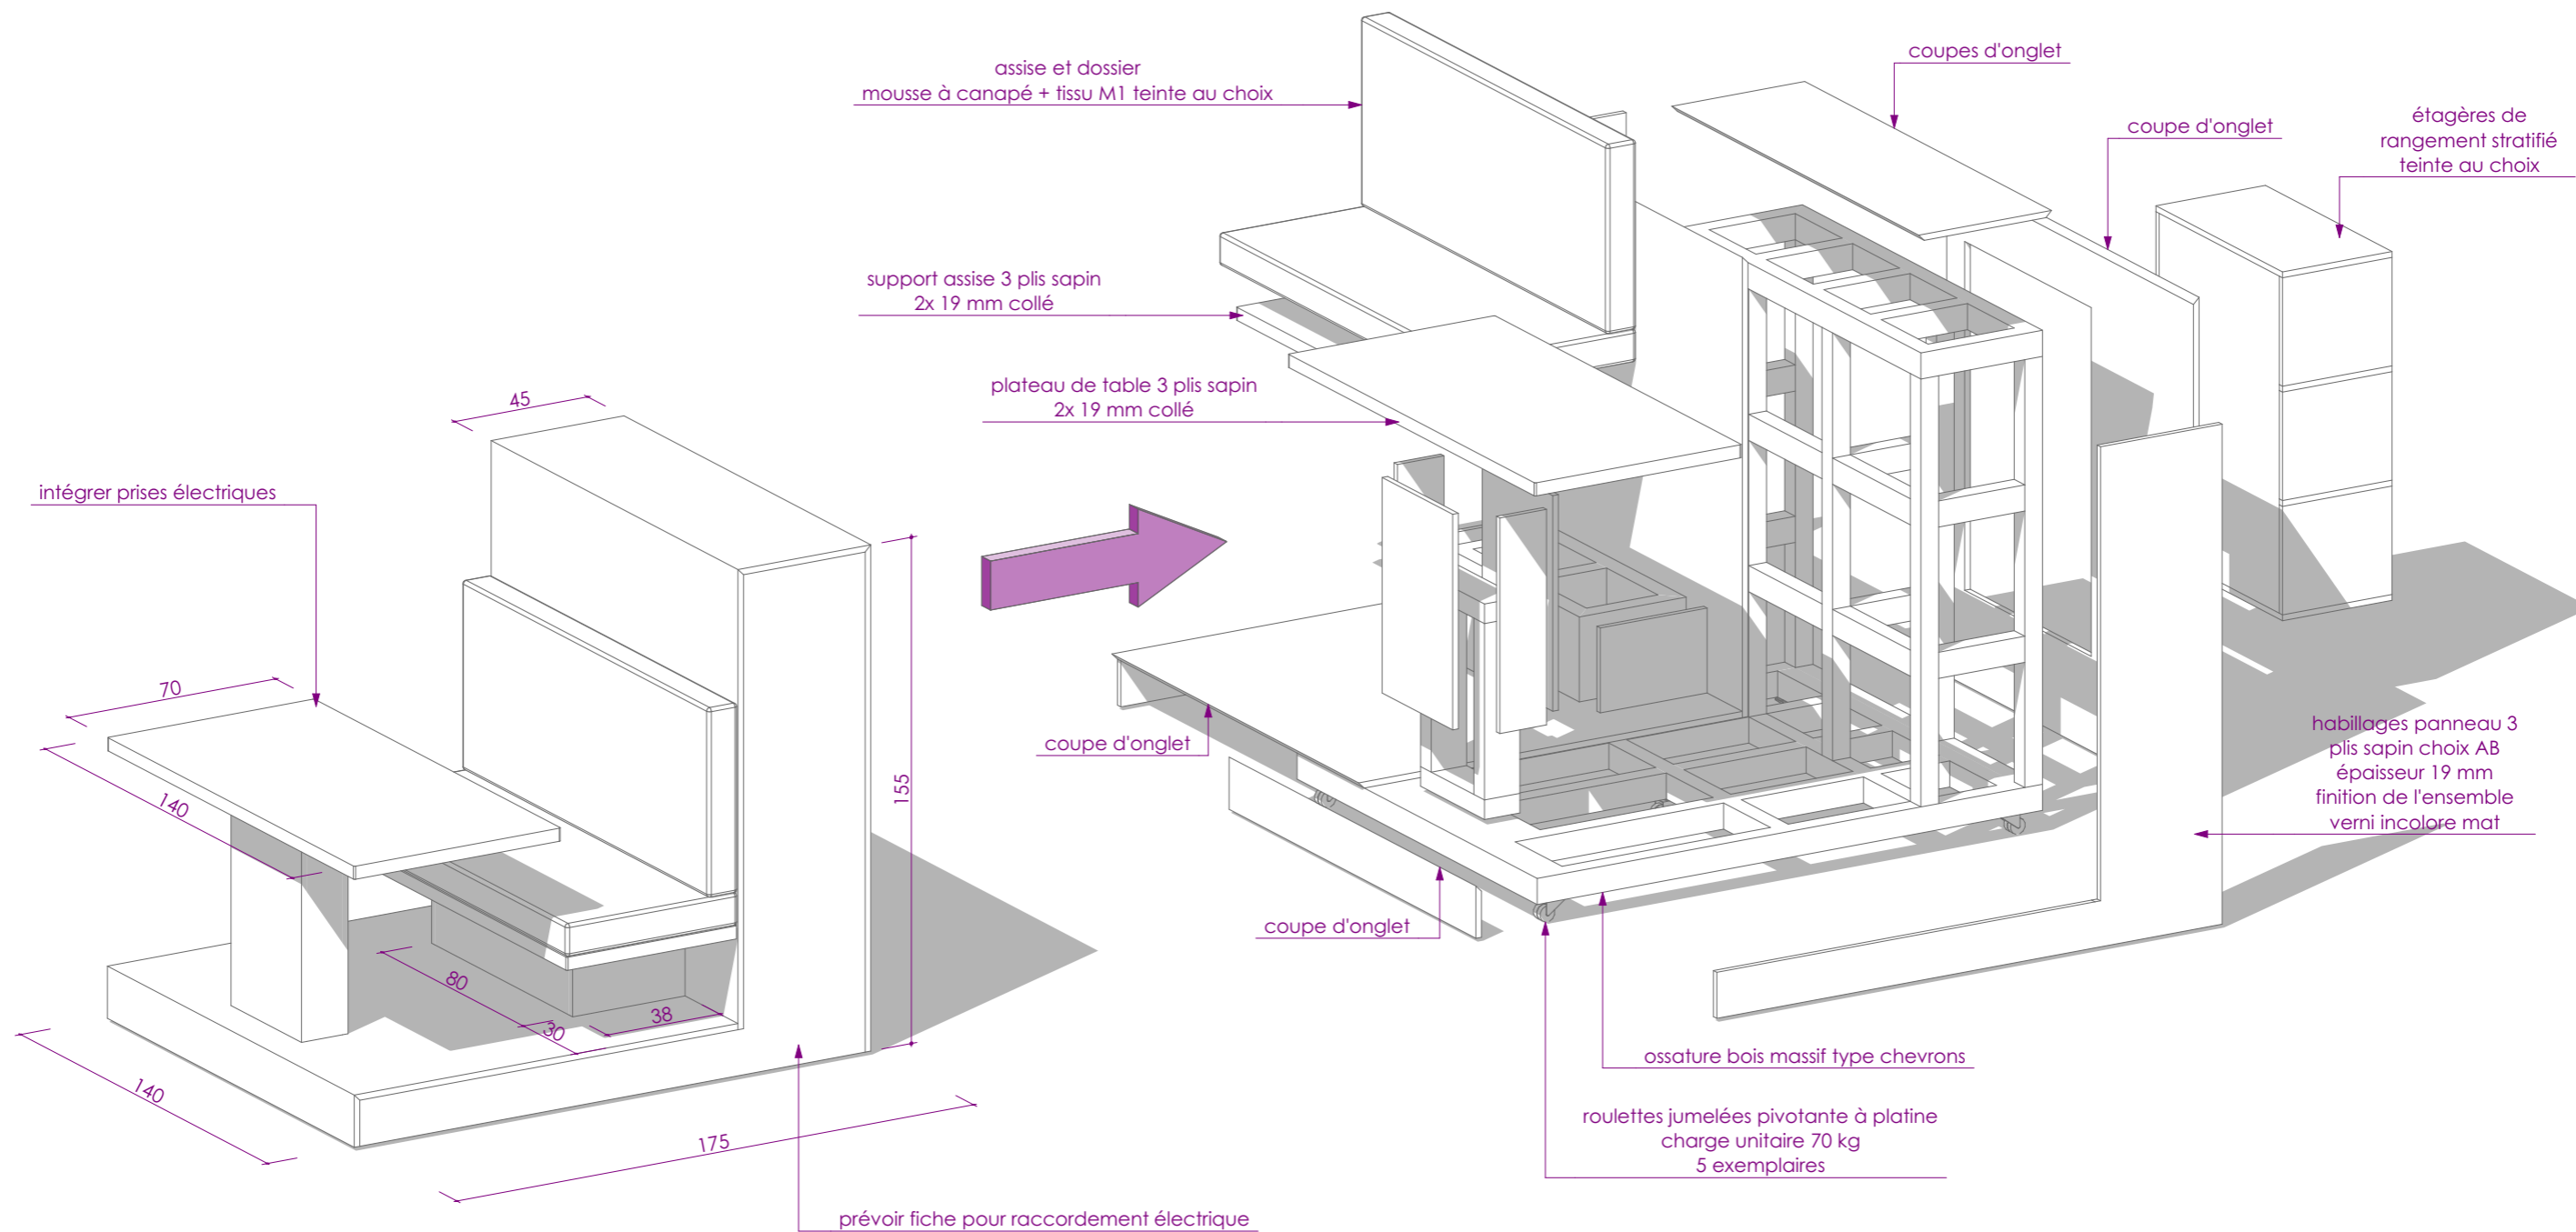 assise et dossier
mousse à canapé + tissu M1 teinte au choix
coupes d'onglet
coupe d'onglet
étagères de
rangement stratifié
teinte au choix
support assise 3 plis sapin
2x 19 mm collé
plateau de table 3 plis sapin
2x 19 mm collé
45
intégrer prises électriques
70
140
155
80
30
38
140
175
prévoir fiche pour raccordement électrique
coupe d'onglet
coupe d'onglet
habillages panneau 3
plis sapin choix AB
épaisseur 19 mm
finition de l'ensemble
verni incolore mat
ossature bois massif type chevrons
roulettes jumelées pivotante à platine
charge unitaire 70 kg
5 exemplaires